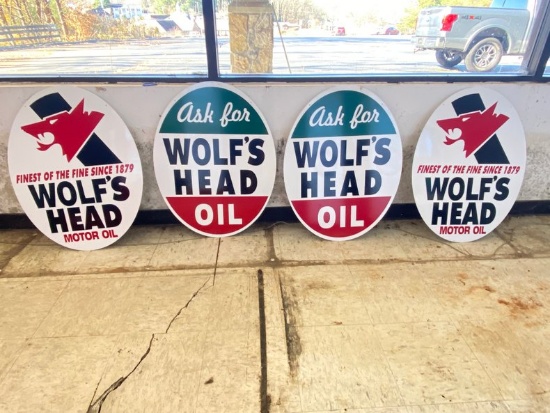 FINEST OF THE FINE SINCE 1879
WOLF'S
HEAD
MOTOR OIL
Ask for
WOLF'S
HEAD
OIL
Ask for
WOLF'S
HEAD
OIL
FINEST OF THE FINE SINCE 1879
WOLF'S
HEAD
MOTOR OIL